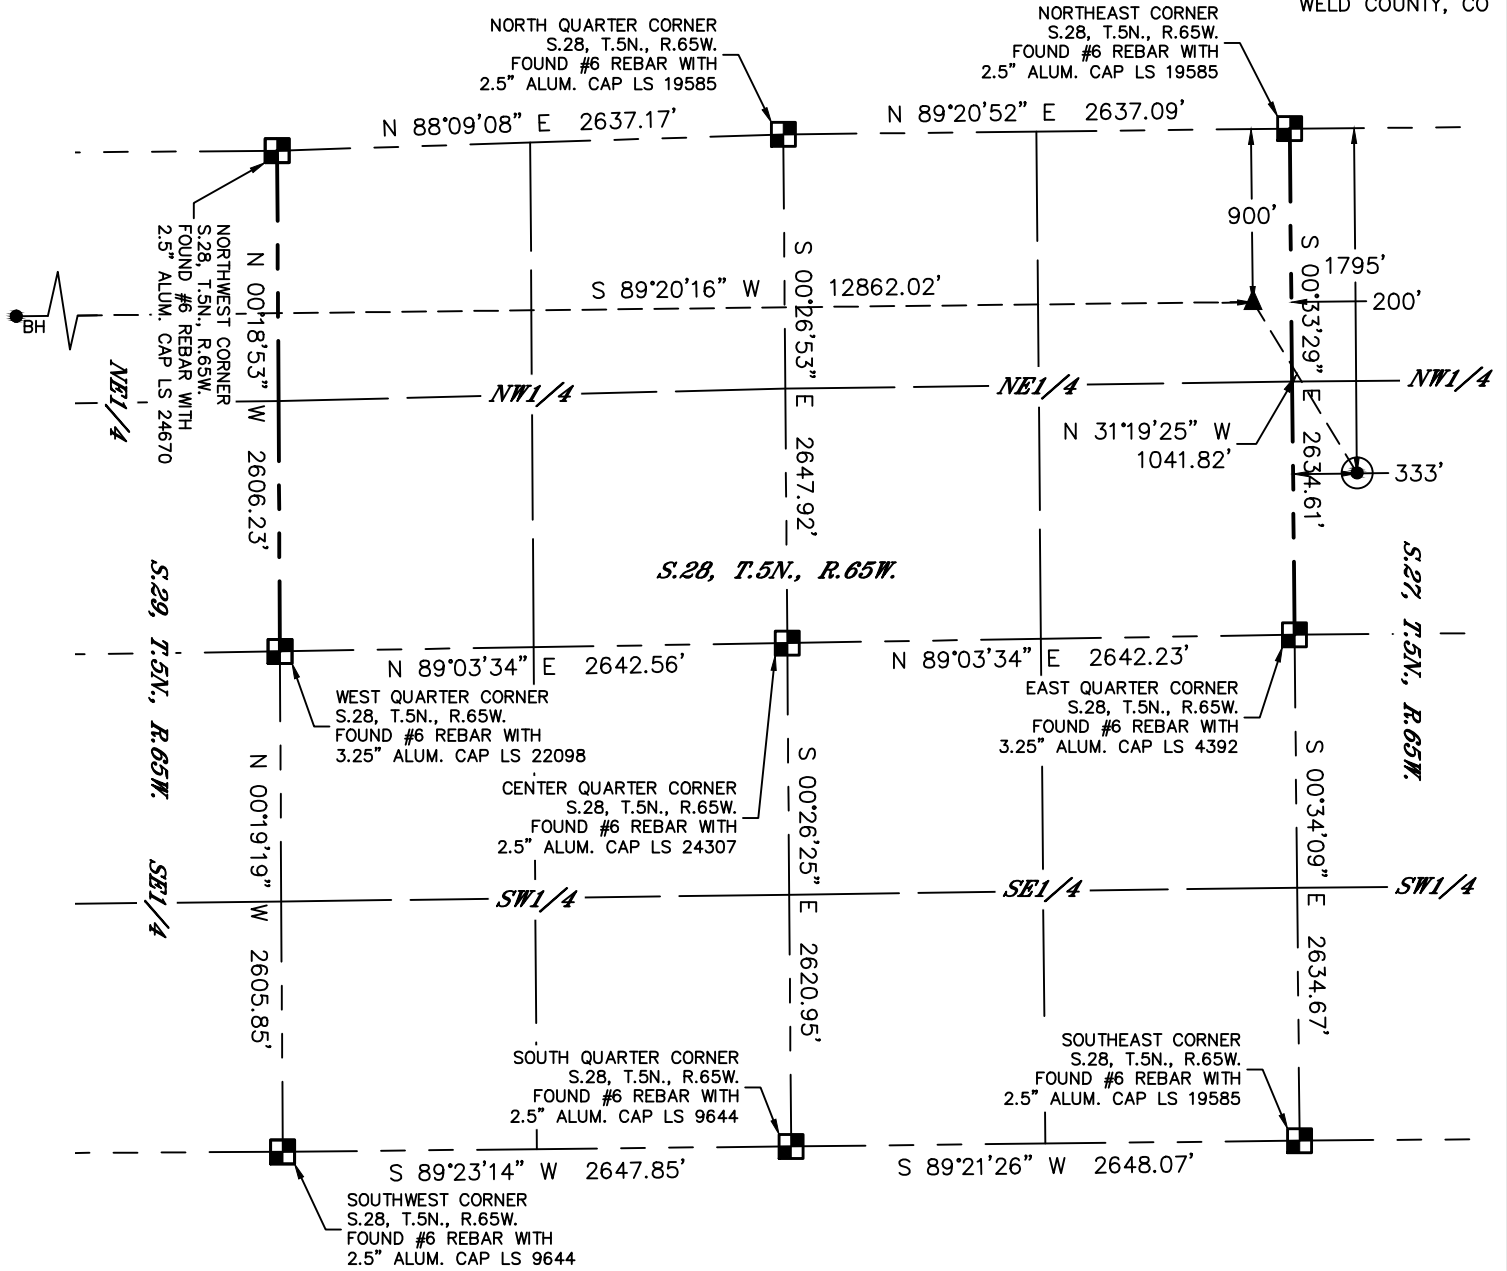 WELD COUNTY, CO
NORTH QUARTER CORNER
S.28, T.5N., R.65W.
FOUND #6 REBAR WITH
2.5" ALUM. CAP LS 19585
NORTHEAST CORNER
S.28, T.5N., R.65W.
FOUND #6 REBAR WITH
2.5" ALUM. CAP LS 19585
N 88°09'08" E 2637.17'
N 89°20'52" E 2637.09'
NORTHWEST CORNER
S.28, T.5N., R.65W.
FOUND #6 REBAR WITH
2.5" ALUM. CAP LS 24670
N 00°18'53" W 2606.23'
S 00°26'53" E 2647.92'
S 00°33'29" E 2634.61'
900'
1795'
200'
S 89°20'16" W 12862.02'
BH
NE1/4
NW1/4
NE1/4
NW1/4
N 31°19'25" W
1041.82'
333'
S.28, T.5N., R.65W.
S.29, T.5N., R.65W.
S.27, T.5N., R.65W.
N 89°03'34" E 2642.56'
N 89°03'34" E 2642.23'
WEST QUARTER CORNER
S.28, T.5N., R.65W.
FOUND #6 REBAR WITH
3.25" ALUM. CAP LS 22098
EAST QUARTER CORNER
S.28, T.5N., R.65W.
FOUND #6 REBAR WITH
3.25" ALUM. CAP LS 4392
CENTER QUARTER CORNER
S.28, T.5N., R.65W.
FOUND #6 REBAR WITH
2.5" ALUM. CAP LS 24307
N 00°19'19" W 2605.85'
S 00°26'25" E 2620.95'
S 00°34'09" E 2634.67'
SE1/4
SW1/4
SE1/4
SW1/4
SOUTH QUARTER CORNER
S.28, T.5N., R.65W.
FOUND #6 REBAR WITH
2.5" ALUM. CAP LS 9644
SOUTHEAST CORNER
S.28, T.5N., R.65W.
FOUND #6 REBAR WITH
2.5" ALUM. CAP LS 19585
S 89°23'14" W 2647.85'
S 89°21'26" W 2648.07'
SOUTHWEST CORNER
S.28, T.5N., R.65W.
FOUND #6 REBAR WITH
2.5" ALUM. CAP LS 9644